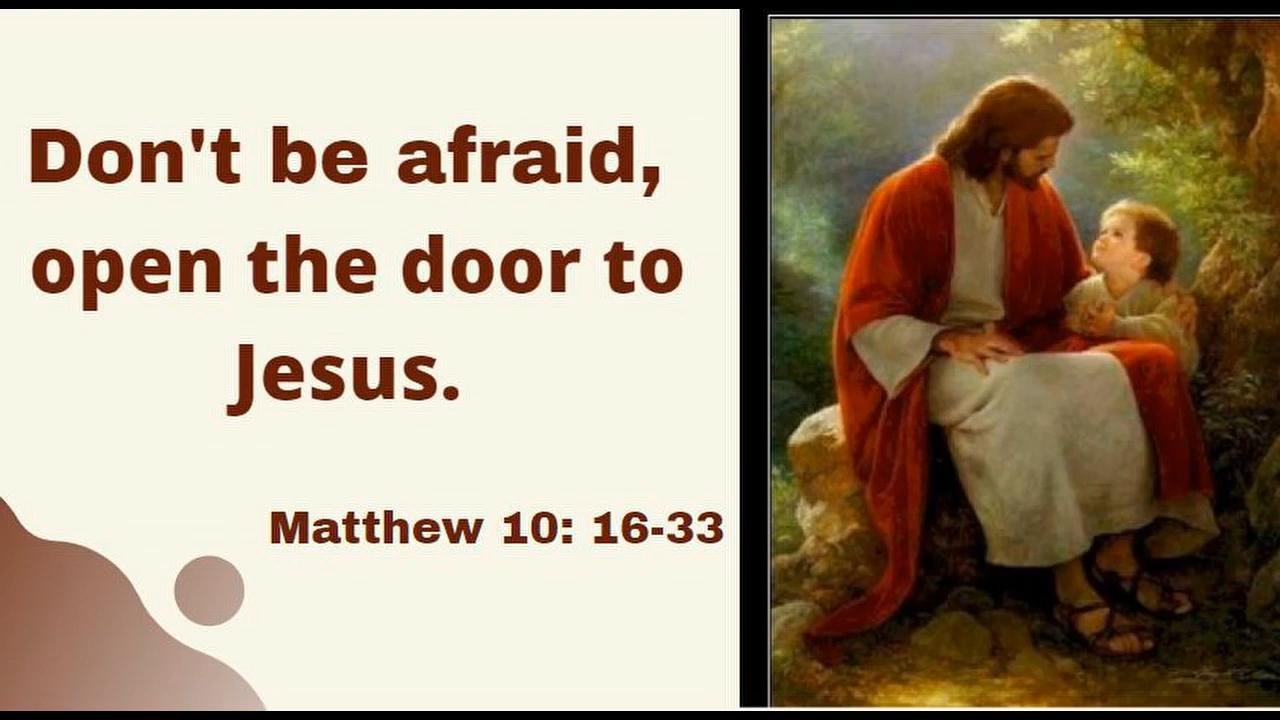 Don't be afraid,
open the door to
Jesus.
Matthew 10: 16-33